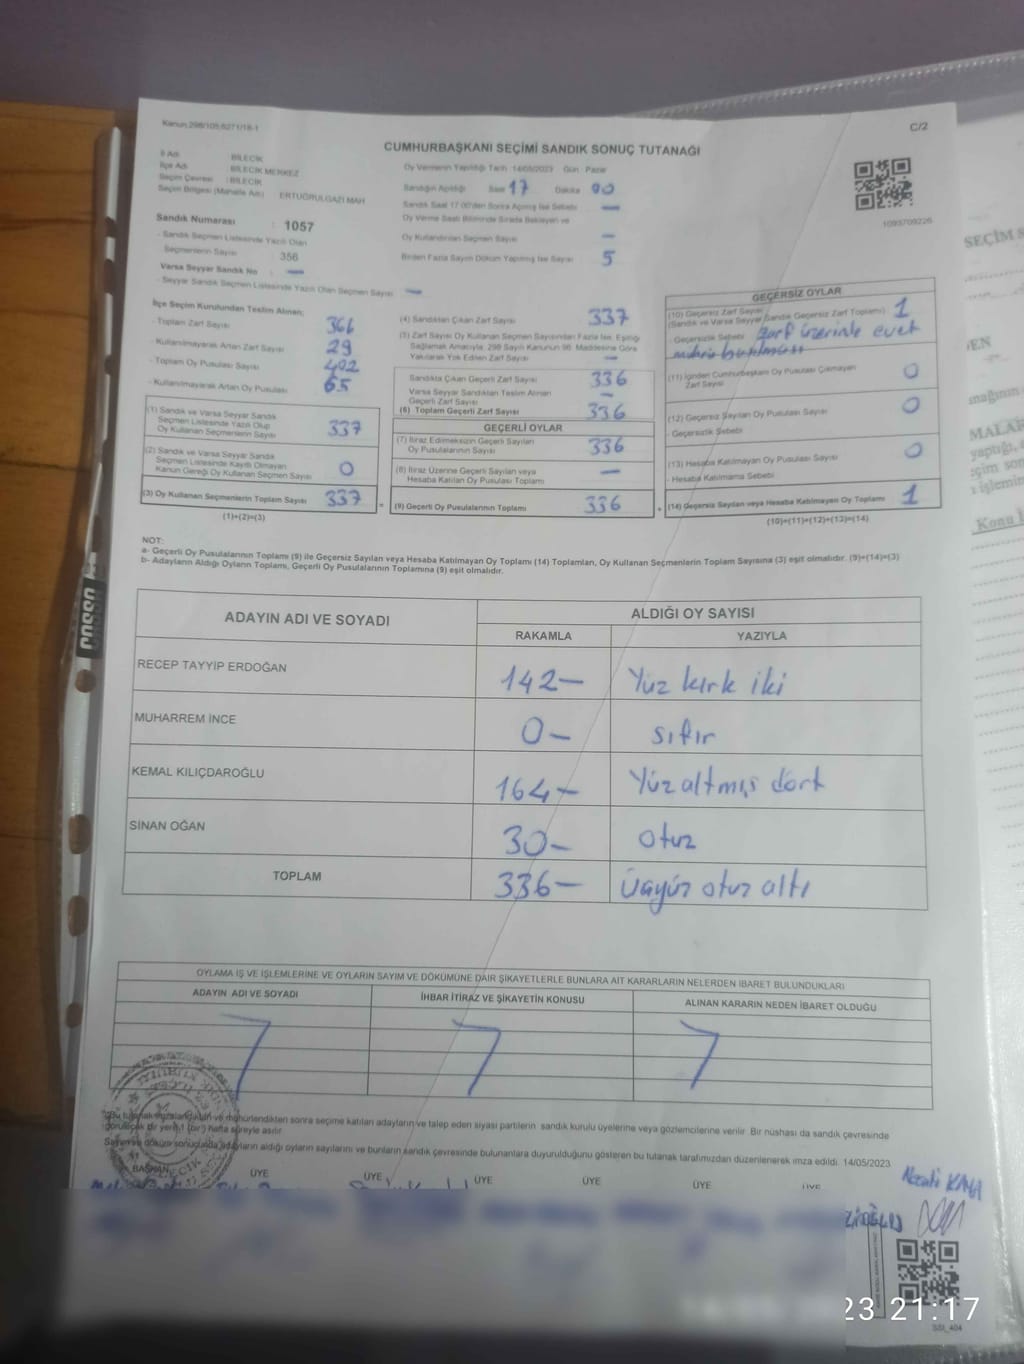 Kanun.298/105,6271/18-1
C/2
CUMHURBAŞKANI SEÇİMİ SANDIK SONUÇ TUTANAĞI
İl Adı : BİLECİK
İlçe Adı : BİLECİK MERKEZ
Seçim Çevresi : BİLECİK
Seçim Bölgesi (Mahalle Adı) ERTUĞRULGAZİ MAH
Oy Vermenin Yapıldığı Tarih 14/05/2023 Gün Pazar
Sandığın Açıldığı Saat 17 Dakika 00
Sandık Saat 17.00'den Sonra Açılmış İse Sebebi —
Oy Verme Saati Bitiminde Sırada Bekleyen ve
Oy Kullandırılan Seçmen Sayısı —
Birden Fazla Sayım Döküm Yapılmış İse Sayısı 5
1093709226
Sandık Numarası : 1057
- Sandık Seçmen Listesinde Yazılı Olan
Seçmenlerin Sayısı 356
Varsa Seyyar Sandık No : —
- Seyyar Sandık Seçmen Listesinde Yazılı Olan Seçmen Sayısı —
İlçe Seçim Kurulundan Teslim Alınan;
- Toplam Zarf Sayısı 366
- Kullanılmayarak Artan Zarf Sayısı 29
- Toplam Oy Pusulası Sayısı 402
- Kullanılmayarak Artan Oy Pusulası 65
(1) Sandık ve Varsa Seyyar Sandık
Seçmen Listesinde Yazılı Olup
Oy Kullanan Seçmenlerin Sayısı 337
(2) Sandık ve Varsa Seyyar Sandık
Seçmen Listesinde Kayıtlı Olmayan
Kanun Gereği Oy Kullanan Seçmen Sayısı 0
(3) Oy Kullanan Seçmenlerin Toplam Sayısı 337
(1)+(2)=(3)
(4) Sandıktan Çıkan Zarf Sayısı 337
(5) Zarf Sayısı Oy Kullanan Seçmen Sayısından Fazla İse, Eşitliği
Sağlamak Amacıyla, 298 Sayılı Kanunun 98. Maddesine Göre
Yakılarak Yok Edilen Zarf Sayısı —
Sandıkta Çıkan Geçerli Zarf Sayısı 336
Varsa Seyyar Sandıktan Teslim Alınan
Geçerli Zarf Sayısı —
(6) Toplam Geçerli Zarf Sayısı 336
GEÇERLİ OYLAR
(7) İtiraz Edilmeksizin Geçerli Sayılan
Oy Pusulalarının Sayısı 336
(8) İtiraz Üzerine Geçerli Sayılan veya
Hesaba Katılan Oy Pusulası Toplamı —
(9) Geçerli Oy Pusulalarının Toplamı 336
GEÇERSİZ OYLAR
(10) Geçersiz Zarf Sayısı
(Sandık ve Varsa Seyyar Sandık Geçersiz Zarf Toplamı) 1
- Geçersizlik Sebebi zarf üzerinde evet
mührü bulunması
(11) İçinden Cumhurbaşkanı Oy Pusulası Çıkmayan
Zarf Sayısı 0
(12) Geçersiz Sayılan Oy Pusulası Sayısı 0
- Geçersizlik Sebebi
(13) Hesaba Katılmayan Oy Pusulası Sayısı 0
- Hesaba Katılmama Sebebi
(14) Geçersiz Sayılan veya Hesaba Katılmayan Oy Toplamı 1
(10)+(11)+(12)+(13)=(14)
NOT:
a- Geçerli Oy Pusulalarının Toplamı (9) ile Geçersiz Sayılan veya Hesaba Katılmayan Oy Toplamı (14) Toplamları, Oy Kullanan Seçmenlerin Toplam Sayısına (3) eşit olmalıdır. (9)+(14)=(3)
b- Adayların Aldığı Oyların Toplamı, Geçerli Oy Pusulalarının Toplamına (9) eşit olmalıdır.
ADAYIN ADI VE SOYADI ALDIĞI OY SAYISI
RAKAMLA YAZIYLA
RECEP TAYYİP ERDOĞAN 142— Yüz kırk iki
MUHARREM İNCE 0— sıfır
KEMAL KILIÇDAROĞLU 164— Yüz altmış dört
SİNAN OĞAN 30— otuz
TOPLAM 336— üçyüz otuz altı
OYLAMA İŞ VE İŞLEMLERİNE VE OYLARIN SAYIM VE DÖKÜMÜNE DAİR ŞİKAYETLERLE BUNLARA AİT KARARLARIN NELERDEN İBARET BULUNDUKLARI
ADAYIN ADI VE SOYADI İHBAR İTİRAZ VE ŞİKAYETİN KONUSU ALINAN KARARIN NEDEN İBARET OLDUĞU
sonra seçime katılan adayların ve talep eden siyasi partilerin sandık kurulu üyelerine veya gözlemcilerine verilir. Bir nüshası da sandık çevresinde
görülecek bir yere 1 (bir) hafta süreyle asılır.
Sayım ve döküm sonucunda adayların aldığı oyların sayılarını ve bunların sandık çevresinde bulunanlara duyurulduğunu gösteren bu tutanak tarafımızdan düzenlenerek imza edildi. 14/05/2023
BAŞKAN ÜYE ÜYE ÜYE ÜYE ÜYE ÜYE
Necati KAYA
23 21:17
SSI_404
COSSO
SEÇİM
MALAR
yaptığı,
işlemin
Konu